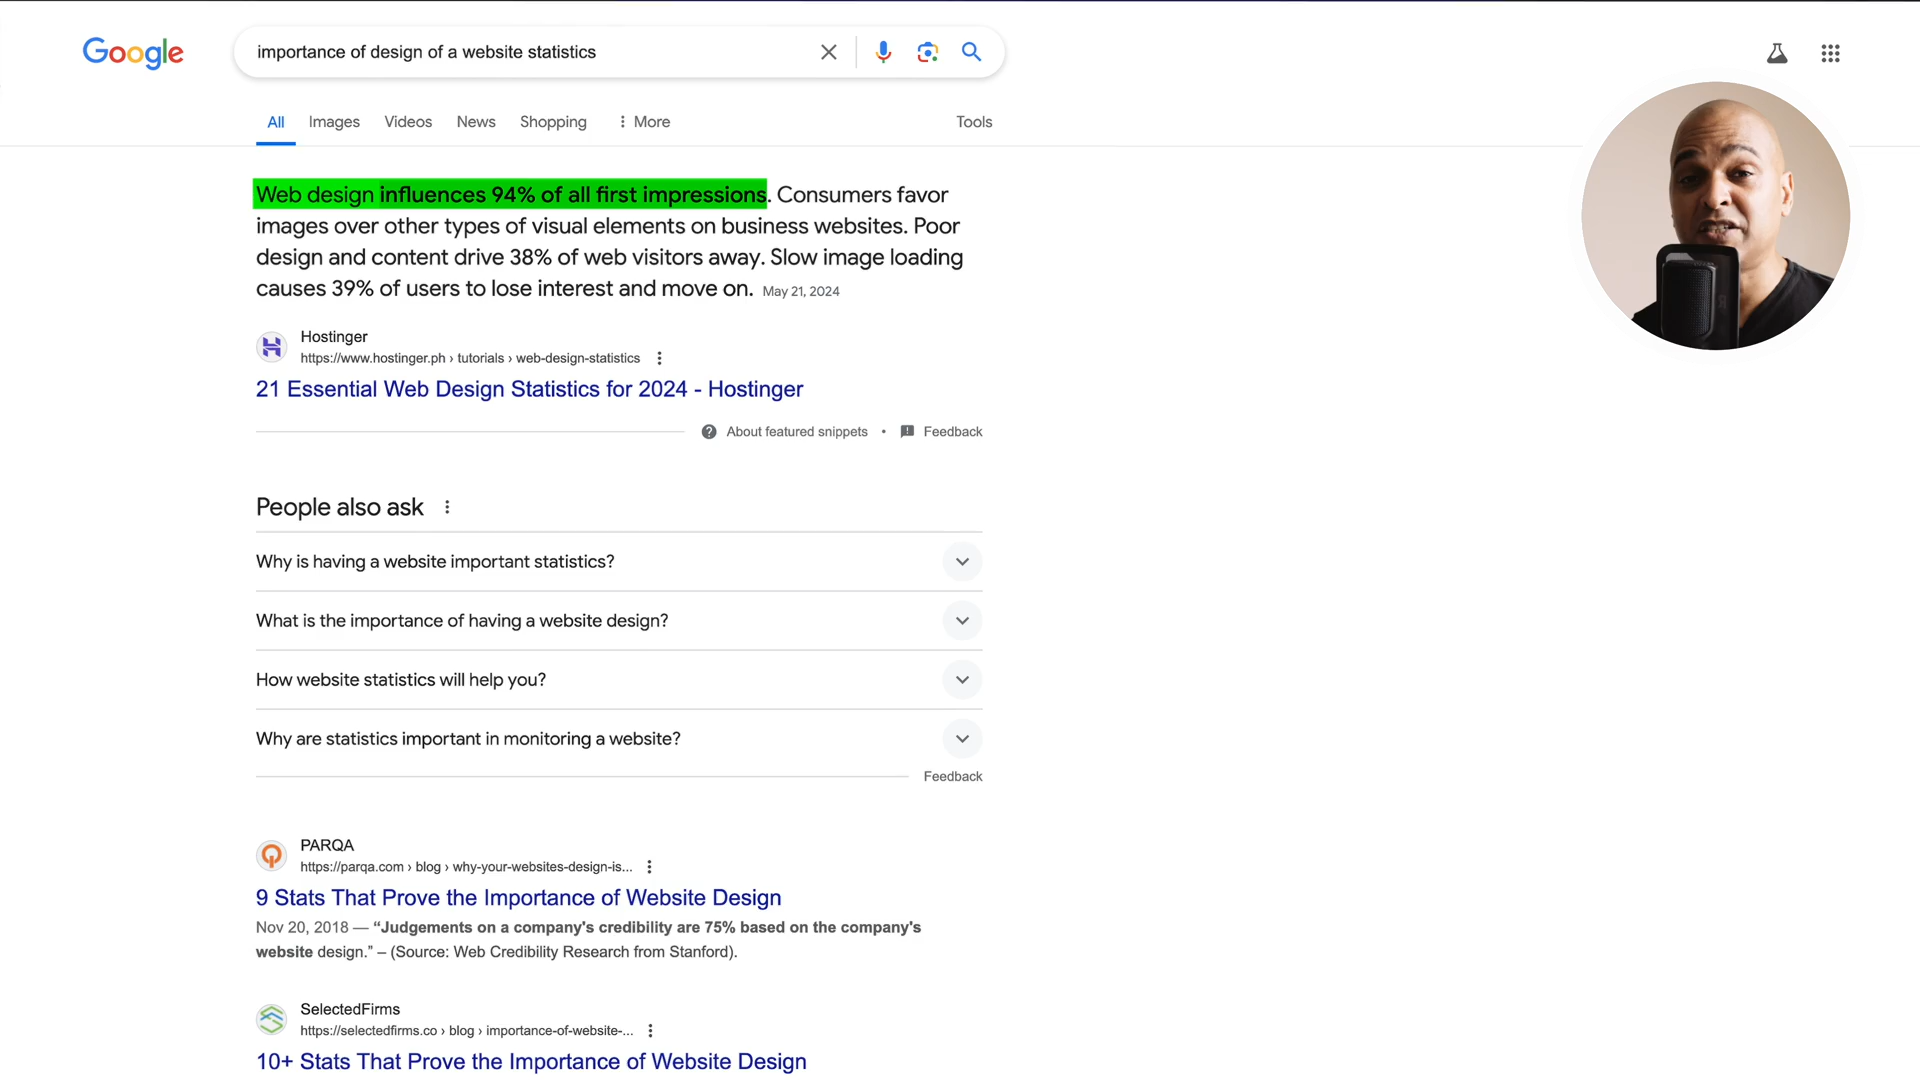 Google
importance of design of a website statistics
All Images Videos News Shopping More Tools
Web design influences 94% of all first impressions. Consumers favor
images over other types of visual elements on business websites. Poor
design and content drive 38% of web visitors away. Slow image loading
causes 39% of users to lose interest and move on. May 21, 2024
Hostinger
https://www.hostinger.ph › tutorials › web-design-statistics
21 Essential Web Design Statistics for 2024 - Hostinger
About featured snippets • Feedback
People also ask
Why is having a website important statistics?
What is the importance of having a website design?
How website statistics will help you?
Why are statistics important in monitoring a website?
Feedback
PARQA
https://parqa.com › blog › why-your-websites-design-is...
9 Stats That Prove the Importance of Website Design
Nov 20, 2018 — “Judgements on a company's credibility are 75% based on the company's
website design.” – (Source: Web Credibility Research from Stanford).
SelectedFirms
https://selectedfirms.co › blog › importance-of-website-...
10+ Stats That Prove the Importance of Website Design